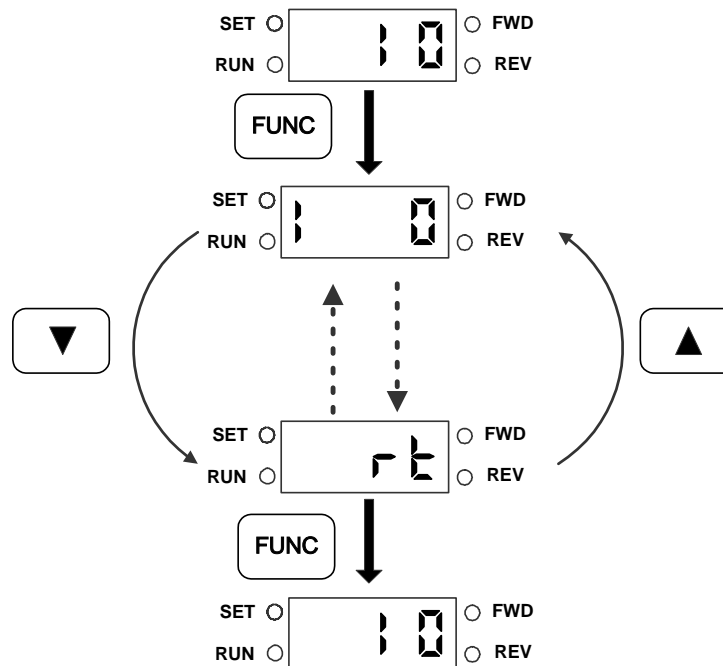 SET 10 FWD
RUN REV
FUNC
SET 1 0 FWD
RUN REV
▼ ▲
SET rt FWD
RUN REV
FUNC
SET 10 FWD
RUN REV